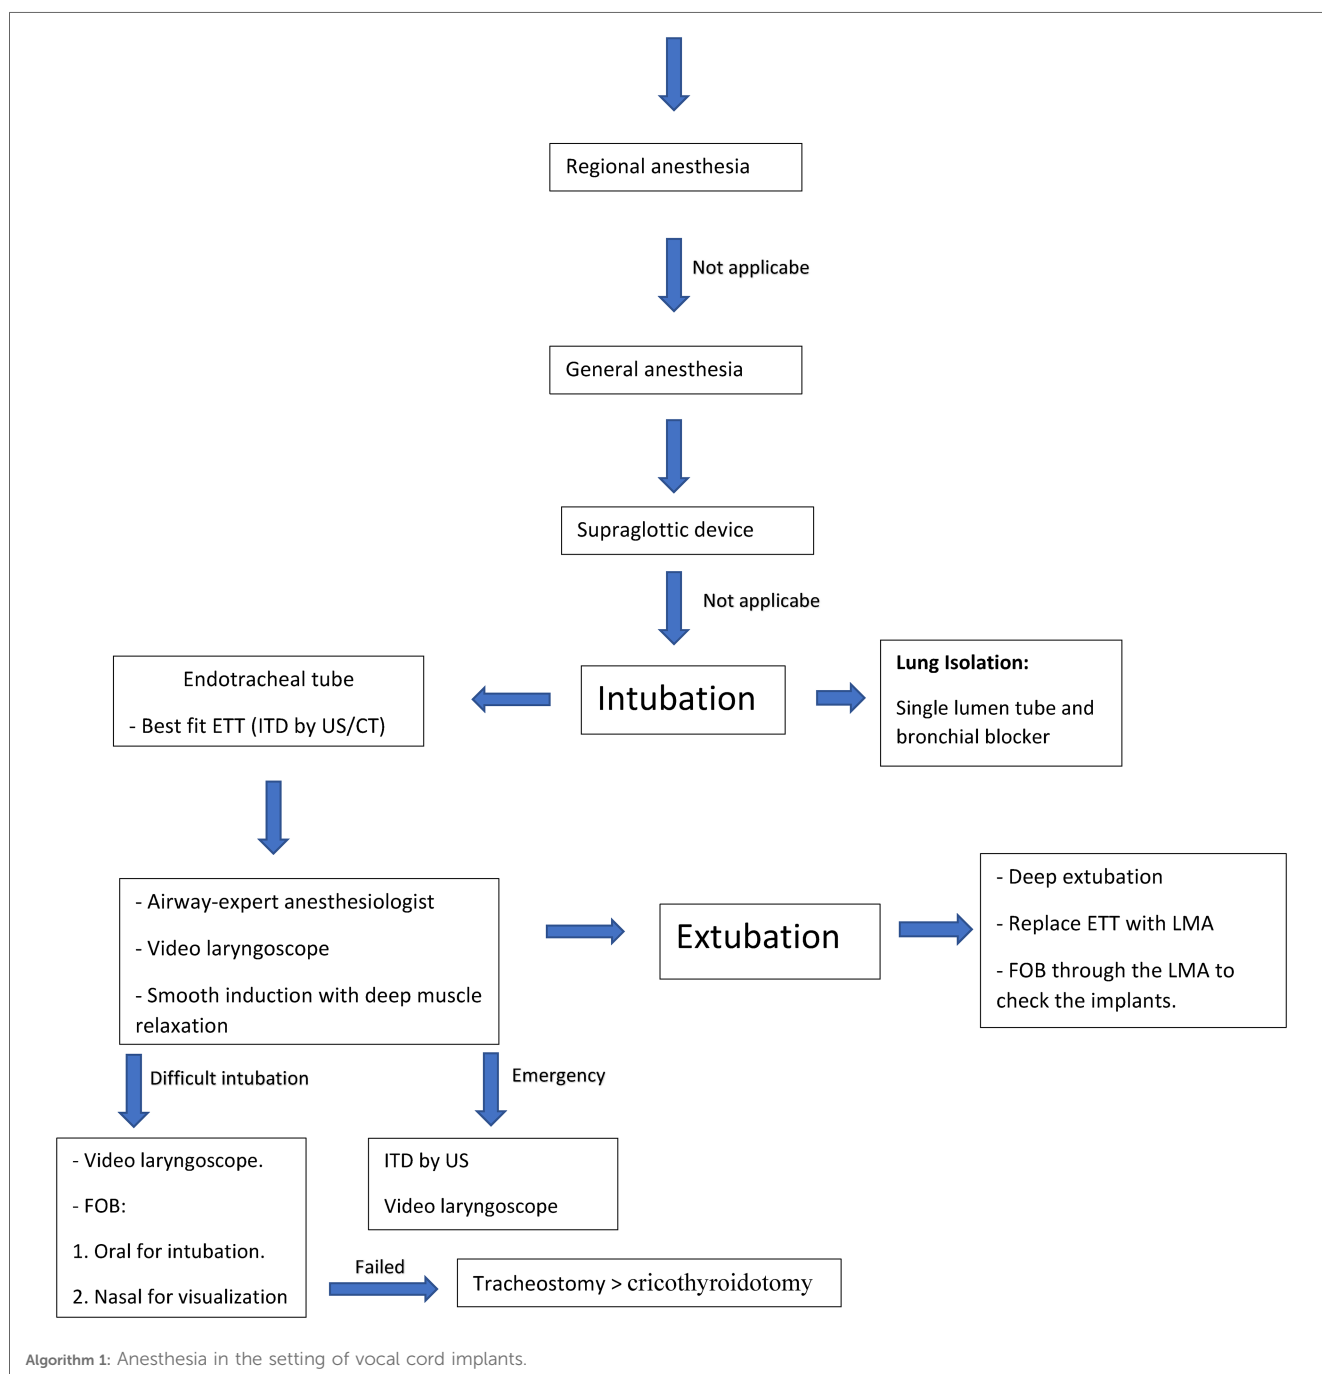 Regional anesthesia
Not applicabe
General anesthesia
Supraglottic device
Not applicabe
Endotracheal tube
- Best fit ETT (ITD by US/CT)
Intubation
Lung Isolation:
Single lumen tube and
bronchial blocker
- Airway-expert anesthesiologist
- Video laryngoscope
- Smooth induction with deep muscle
relaxation
Extubation
- Deep extubation
- Replace ETT with LMA
- FOB through the LMA to
check the implants.
Difficult intubation
Emergency
- Video laryngoscope.
- FOB:
1. Oral for intubation.
2. Nasal for visualization
ITD by US
Video laryngoscope
Failed
Tracheostomy > cricothyroidotomy
Algorithm 1: Anesthesia in the setting of vocal cord implants.